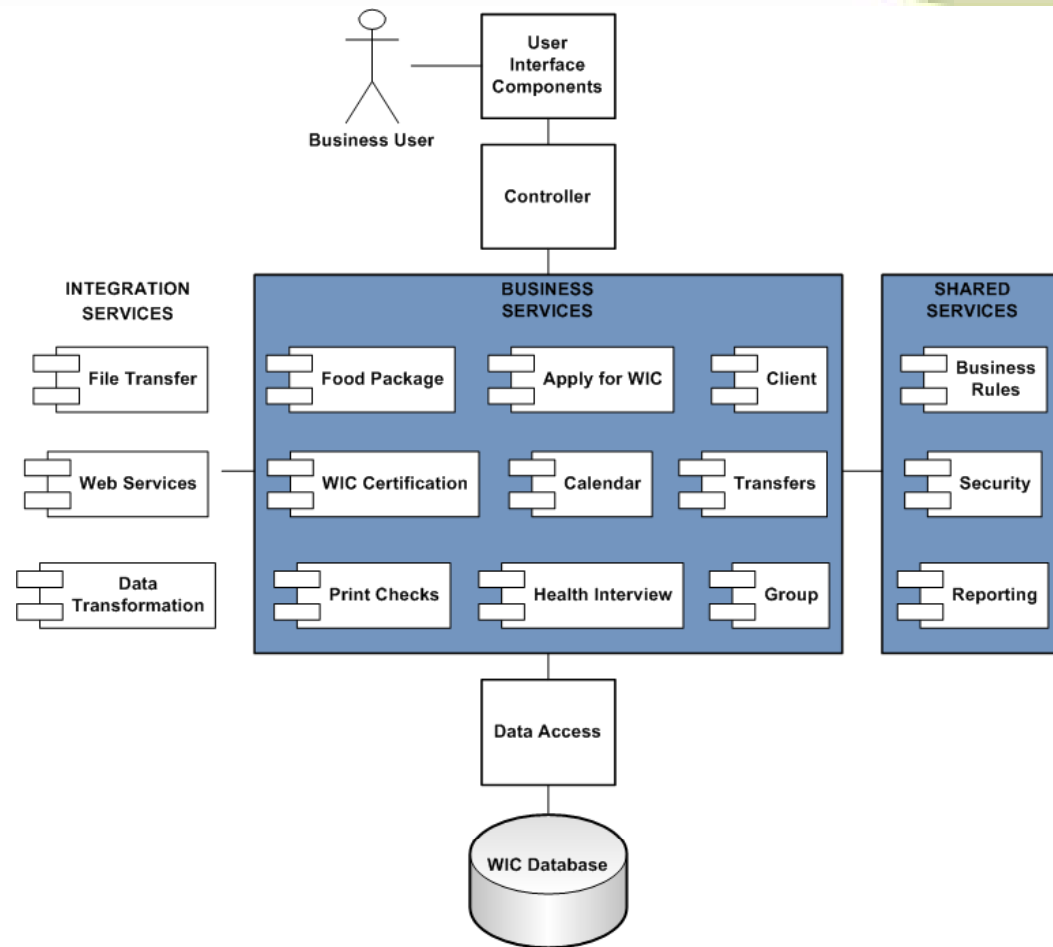 User
Interface
Components
Business User
Controller
INTEGRATION
SERVICES
BUSINESS
SERVICES
SHARED
SERVICES
File Transfer
Food Package
Apply for WIC
Client
Business
Rules
Web Services
WIC Certification
Calendar
Transfers
Security
Data
Transformation
Print Checks
Health Interview
Group
Reporting
Data Access
WIC Database